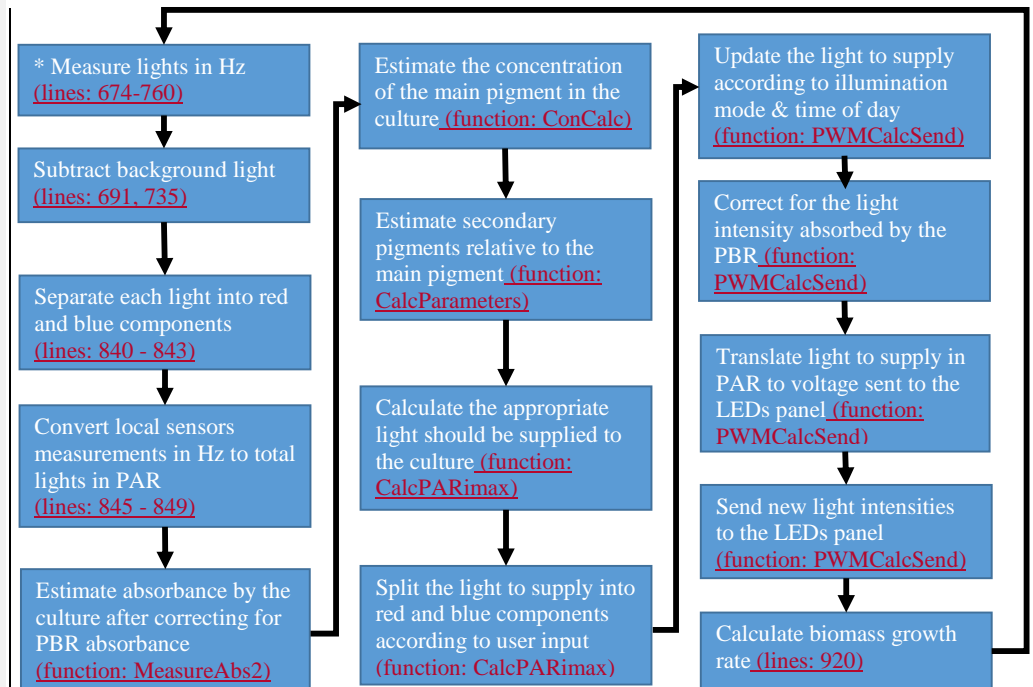 * Measure lights in Hz
(lines: 674-760)
Subtract background light
(lines: 691, 735)
Separate each light into red
and blue components
(lines: 840 - 843)
Convert local sensors
measurements in Hz to total
lights in PAR
(lines: 845 - 849)
Estimate absorbance by the
culture after correcting for
PBR absorbance
(function: MeasureAbs2)
Estimate the concentration
of the main pigment in the
culture (function: ConCalc)
Estimate secondary
pigments relative to the
main pigment (function:
CalcParameters)
Calculate the appropriate
light should be supplied to
the culture (function:
CalcPARimax)
Split the light to supply into
red and blue components
according to user input
(function: CalcPARimax)
Update the light to supply
according to illumination
mode & time of day
(function: PWMCalcSend)
Correct for the light
intensity absorbed by the
PBR (function:
PWMCalcSend)
Translate light to supply in
PAR to voltage sent to the
LEDs panel (function:
PWMCalcSend)
Send new light intensities
to the LEDs panel
(function: PWMCalcSend)
Calculate biomass growth
rate (lines: 920)